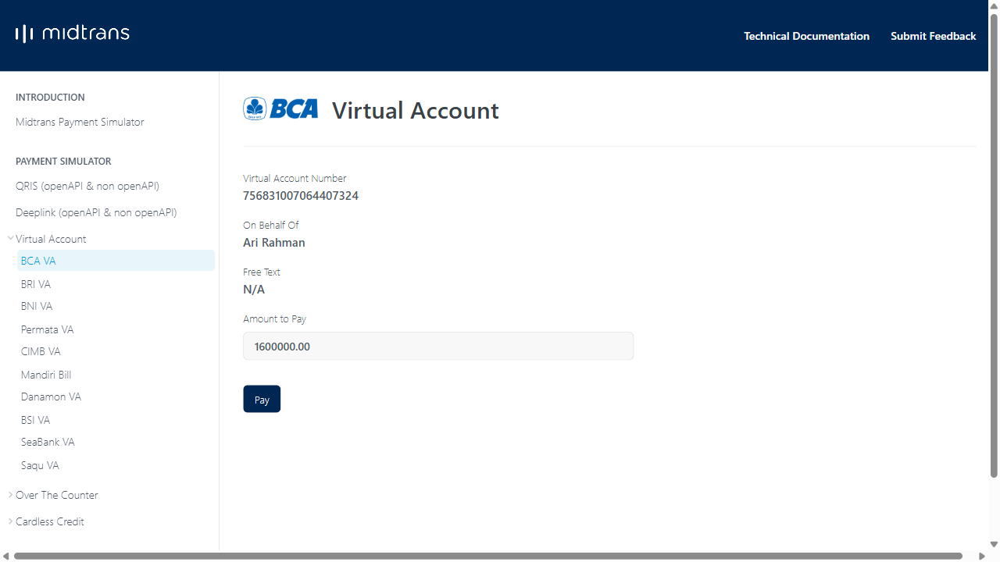 midtrans
Technical Documentation
Submit Feedback
INTRODUCTION
Midtrans Payment Simulator
PAYMENT SIMULATOR
QRIS (openAPI & non openAPI)
Deeplink (openAPI & non openAPI)
Virtual Account
BCA VA
BRI VA
BNI VA
Permata VA
CIMB VA
Mandiri Bill
Danamon VA
BSI VA
SeaBank VA
Saqu VA
Over The Counter
Cardless Credit
BCA Virtual Account
Virtual Account Number
756831007064407324
On Behalf Of
Ari Rahman
Free Text
N/A
Amount to Pay
1600000.00
Pay